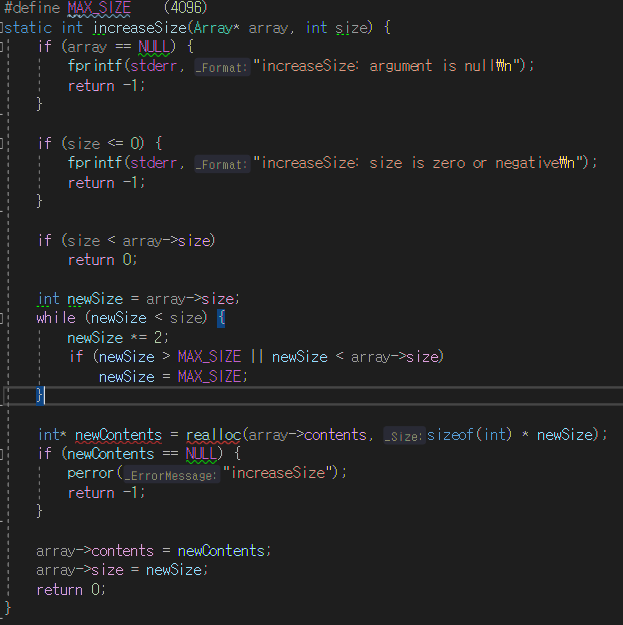 #define MAX_SIZE (4096)
static int increaseSize(Array* array, int size) {
if (array == NULL) {
fprintf(stderr, _Format: "increaseSize: argument is null₩n");
return -1;
}
if (size <= 0) {
fprintf(stderr, _Format: "increaseSize: size is zero or negative₩n");
return -1;
}
if (size < array->size)
return 0;
int newSize = array->size;
while (newSize < size) {
newSize *= 2;
if (newSize > MAX_SIZE || newSize < array->size)
newSize = MAX_SIZE;
}
int* newContents = realloc(array->contents, _Size: sizeof(int) * newSize);
if (newContents == NULL) {
perror(_ErrorMessage: "increaseSize");
return -1;
}
array->contents = newContents;
array->size = newSize;
return 0;
}